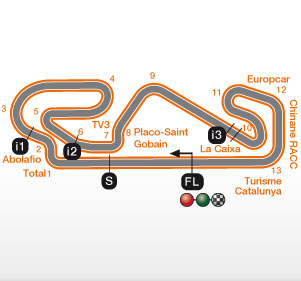 4
9
Europcar
11
12
3
5
TV3
6
7
8
Placo-Saint
Gobain
i3
10
Chinane RACC
i1
i2
2
Abolafio
La Caixa
Total 1
S
FL
13
Turisme
Catalunya